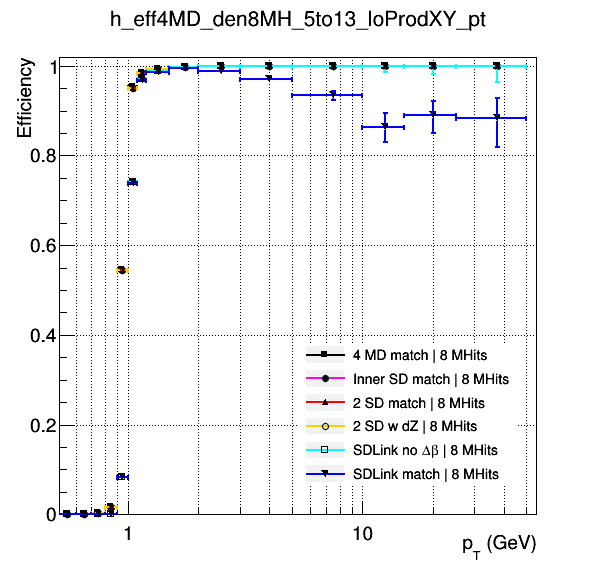 h_eff4MD_den8MH_5to13_loProdXY_pt
Efficiency
1
0.8
0.6
0.4
0.2
0
4 MD match | 8 MHits
Inner SD match | 8 MHits
2 SD match | 8 MHits
2 SD w dZ | 8 MHits
SDLink no Δβ | 8 MHits
SDLink match | 8 MHits
1 10
p_T (GeV)